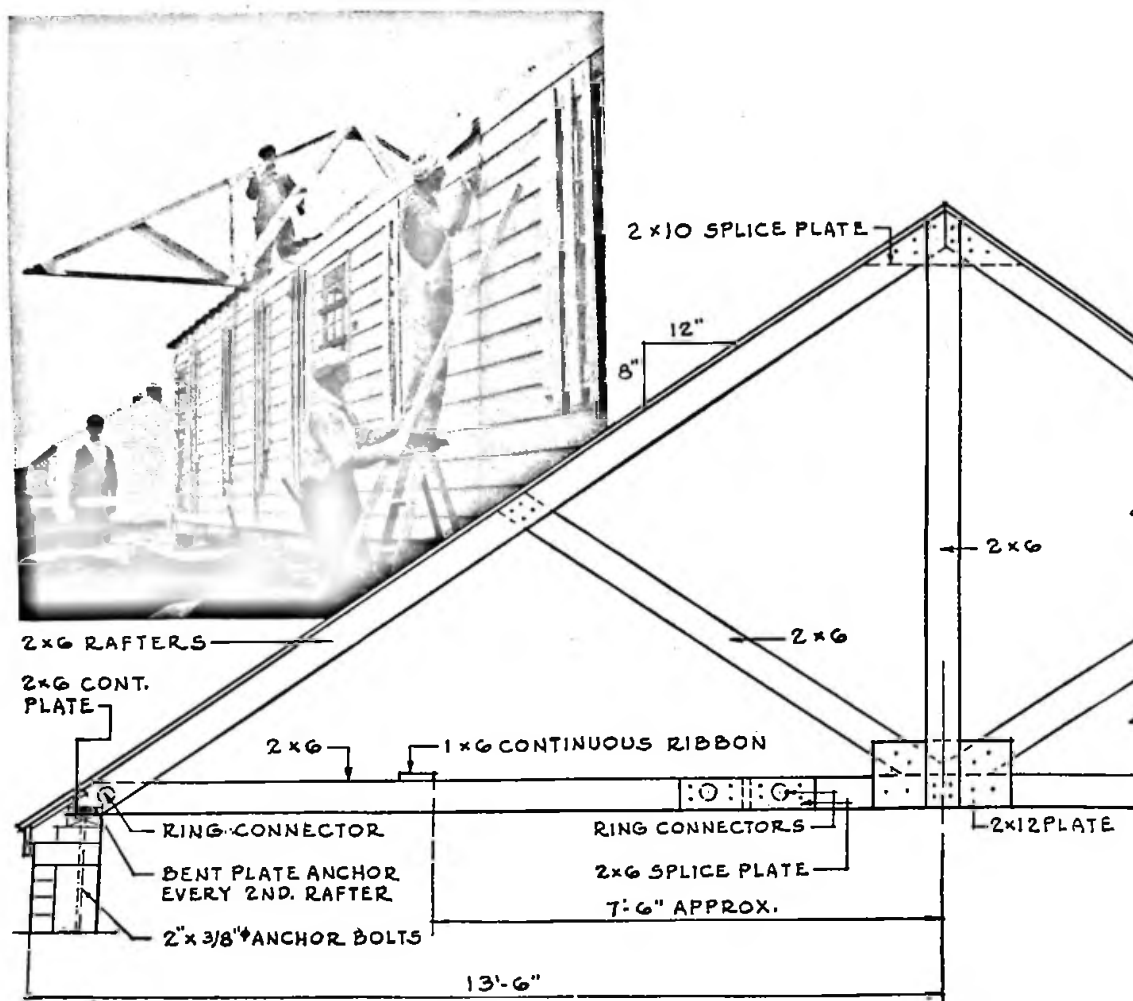 2×10 SPLICE PLATE
12"
8"
2×6
2×6
2×6 RAFTERS
2×6 CONT.
PLATE
2×6
1×6 CONTINUOUS RIBBON
RING CONNECTOR
RING CONNECTORS
2×12 PLATE
BENT PLATE ANCHOR
EVERY 2ND. RAFTER
2×6 SPLICE PLATE
7'-6" APPROX.
2"× 3/8"ᶲ ANCHOR BOLTS
13'-6"